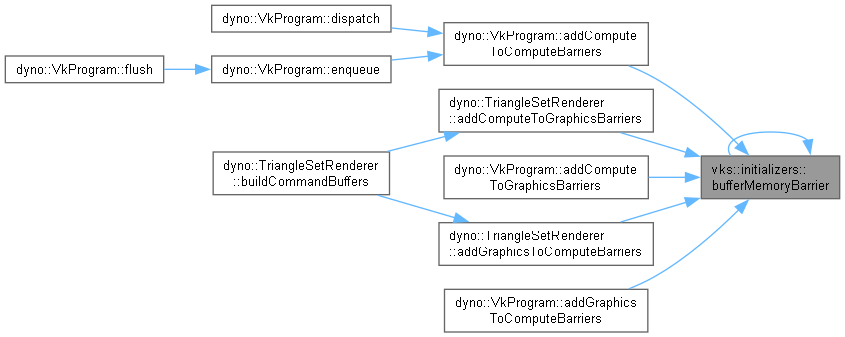 dyno::VkProgram::dispatch
dyno::VkProgram::addCompute
ToComputeBarriers
dyno::VkProgram::flush
dyno::VkProgram::enqueue
dyno::TriangleSetRenderer
::addComputeToGraphicsBarriers
dyno::TriangleSetRenderer
::buildCommandBuffers
dyno::VkProgram::addCompute
ToGraphicsBarriers
vks::initializers::
bufferMemoryBarrier
dyno::TriangleSetRenderer
::addGraphicsToComputeBarriers
dyno::VkProgram::addGraphics
ToComputeBarriers